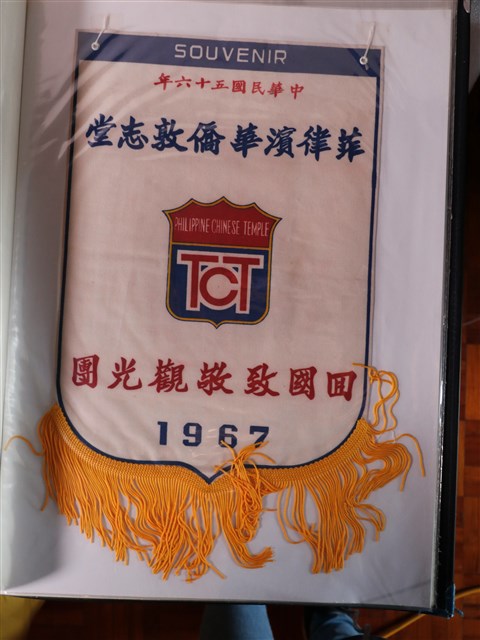 SOUVENIR
中華民國五十六年
菲律濱華僑敦志堂
PHILIPPINE CHINESE TEMPLE
TCT
囘國致敬觀光團
1967